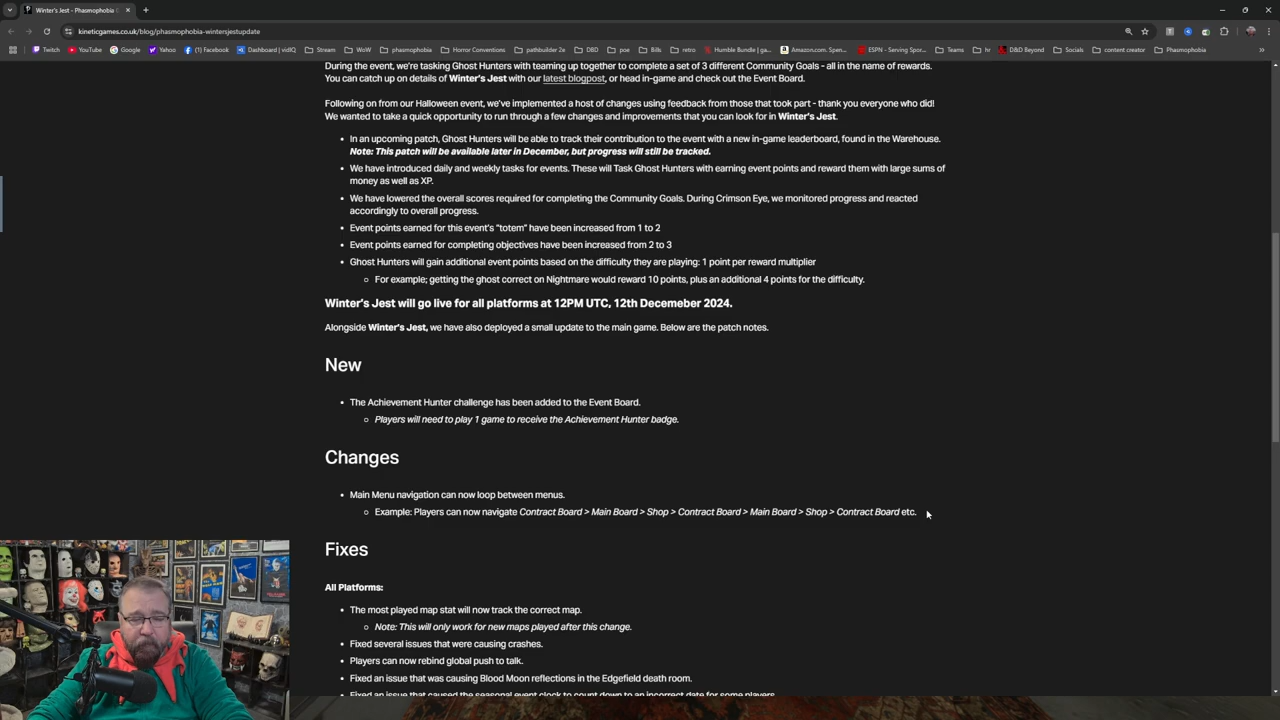 Winter's Jest - Phasmophobia
kineticgames.co.uk/blog/phasmophobia-wintersjestupdate
Twitch YouTube Google Yahoo (1) Facebook Dashboard | vidIQ Stream WoW phasmophobia Horror Conventions pathbuilder 2e DBD poe Bills retro Humble Bundle | ga... Amazon.com. Spen... ESPN - Serving Spor... Teams hr D&D Beyond Socials content creator Phasmophobia
During the event, we're tasking Ghost Hunters with teaming up together to complete a set of 3 different Community Goals - all in the name of rewards.
You can catch up on details of Winter's Jest with our latest blogpost, or head in-game and check out the Event Board.
Following on from our Halloween event, we've implemented a host of changes using feedback from those that took part - thank you everyone who did!
We wanted to take a quick opportunity to run through a few changes and improvements that you can look for in Winter's Jest.
• In an upcoming patch, Ghost Hunters will be able to track their contribution to the event with a new in-game leaderboard, found in the Warehouse.
Note: This patch will be available later in December, but progress will still be tracked.
• We have introduced daily and weekly tasks for events. These will Task Ghost Hunters with earning event points and reward them with large sums of
money as well as XP.
• We have lowered the overall scores required for completing the Community Goals. During Crimson Eye, we monitored progress and reacted
accordingly to overall progress.
• Event points earned for this event's "totem" have been increased from 1 to 2
• Event points earned for completing objectives have been increased from 2 to 3
• Ghost Hunters will gain additional event points based on the difficulty they are playing: 1 point per reward multiplier
○ For example; getting the ghost correct on Nightmare would reward 10 points, plus an additional 4 points for the difficulty.
Winter's Jest will go live for all platforms at 12PM UTC, 12th Decemeber 2024.
Alongside Winter's Jest, we have also deployed a small update to the main game. Below are the patch notes.
New
• The Achievement Hunter challenge has been added to the Event Board.
○ Players will need to play 1 game to receive the Achievement Hunter badge.
Changes
• Main Menu navigation can now loop between menus.
○ Example: Players can now navigate Contract Board > Main Board > Shop > Contract Board > Main Board > Shop > Contract Board etc.
Fixes
All Platforms:
• The most played map stat will now track the correct map.
○ Note: This will only work for new maps played after this change.
• Fixed several issues that were causing crashes.
• Players can now rebind global push to talk.
• Fixed an issue that was causing Blood Moon reflections in the Edgefield death room.
• Fixed an issue that caused the seasonal event clock to count down to an incorrect date for some players.